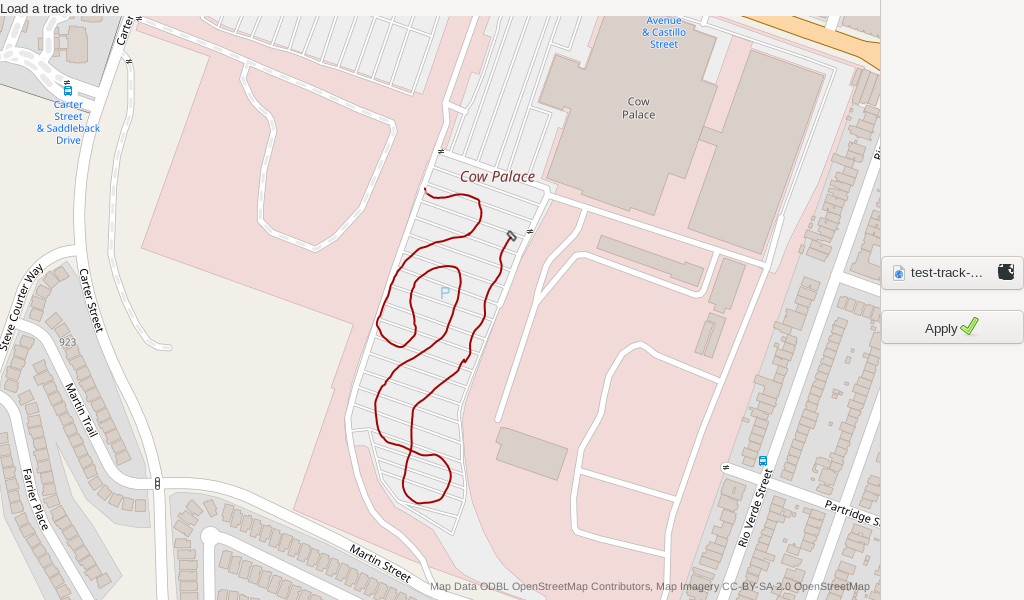 Load a track to drive
Carter
Avenue
& Castillo
Street
Carter
Street
& Saddleback
Drive
Cow
Palace
Cow Palace
P
Steve Courter Way
Carter Street
923
Martin Trail
Farrier Place
Martin Street
Rio Verde Street
Partridge S
test-track-...
Apply
Map Data ODBL OpenStreetMap Contributors, Map Imagery CC-BY-SA 2.0 OpenStreetMap